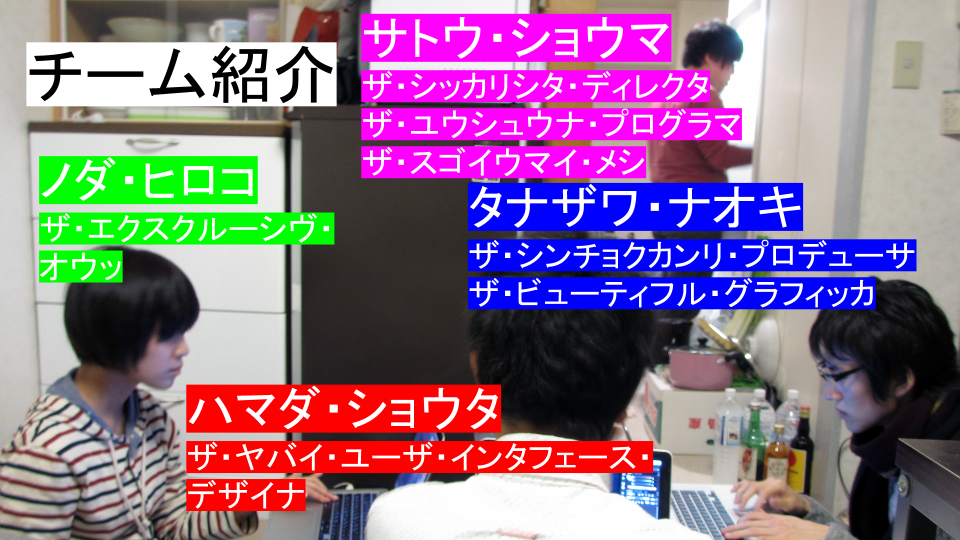 チーム紹介
サトウ・ショウマ
ザ・シッカリシタ・ディレクタ
ザ・ユウシュウナ・プログラマ
ザ・スゴイウマイ・メシ
ノダ・ヒロコ
ザ・エクスクルーシヴ・
オウッ
タナザワ・ナオキ
ザ・シンチョクカンリ・プロデューサ
ザ・ビューティフル・グラフィッカ
ハマダ・ショウタ
ザ・ヤバイ・ユーザ・インタフェース・
デザイナ